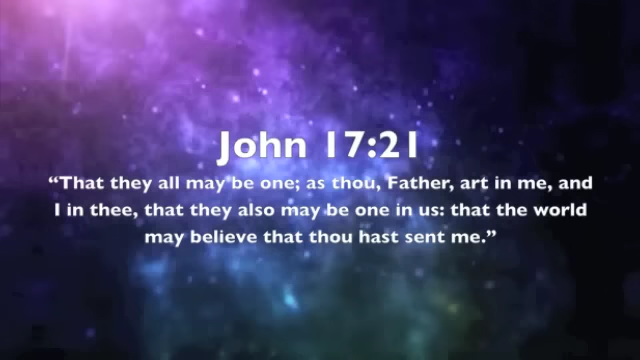 John 17:21
“That they all may be one; as thou, Father, art in me, and
I in thee, that they also may be one in us: that the world
may believe that thou hast sent me.”